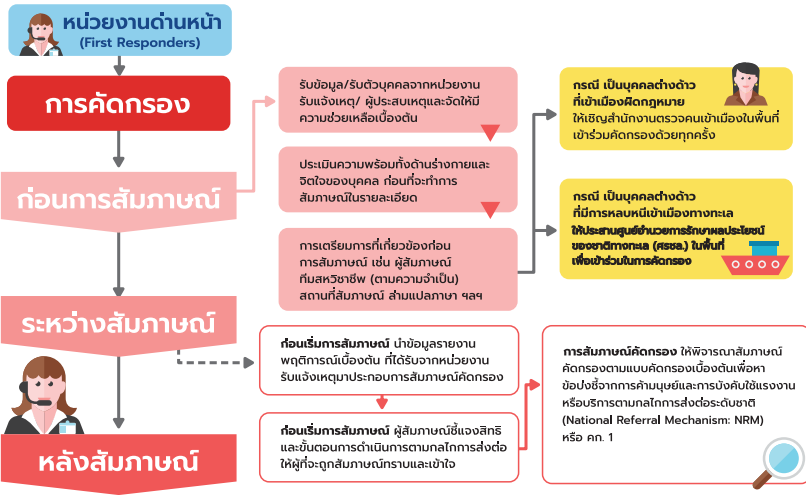 หน่วยงานด่านหน้า
(First Responders)
การคัดกรอง
ก่อนการสัมภาษณ์
รับข้อมูล/รับตัวบุคคลจากหน่วยงาน
รับแจ้งเหตุ/ ผู้ประสบเหตุและจัดให้มี
ความช่วยเหลือเบื้องต้น
ประเมินความพร้อมทั้งด้านร่างกายและ
จิตใจของบุคคล ก่อนที่จะทำการ
สัมภาษณ์ในรายละเอียด
การเตรียมการที่เกี่ยวข้องก่อน
การสัมภาษณ์ เช่น ผู้สัมภาษณ์
ทีมสหวิชาชีพ (ตามความจำเป็น)
สถานที่สัมภาษณ์ ล่ามแปลภาษา ฯลฯ
กรณี เป็นบุคคลต่างด้าว
ที่เข้าเมืองผิดกฎหมาย
ให้เชิญสำนักงานตรวจคนเข้าเมืองในพื้นที่
เข้าร่วมคัดกรองด้วยทุกครั้ง
กรณี เป็นบุคคลต่างด้าว
ที่มีการหลบหนีเข้าเมืองทางทะเล
ให้ประสานศูนย์อำนวยการรักษาผลประโยชน์
ของชาติทางทะเล (ศรชล.) ในพื้นที่
เพื่อเข้าร่วมในการคัดกรอง
ระหว่างสัมภาษณ์
ก่อนเริ่มการสัมภาษณ์ นำข้อมูลรายงาน
พฤติการณ์เบื้องต้น ที่ได้รับจากหน่วยงาน
รับแจ้งเหตุมาประกอบการสัมภาษณ์คัดกรอง
ก่อนเริ่มการสัมภาษณ์ ผู้สัมภาษณ์ชี้แจงสิทธิ
และขั้นตอนการดำเนินการตามกลไกการส่งต่อ
ให้ผู้ที่จะถูกสัมภาษณ์ทราบและเข้าใจ
การสัมภาษณ์คัดกรอง ให้พิจารณาสัมภาษณ์
คัดกรองตามแบบคัดกรองเบื้องต้นเพื่อหา
ข้อบ่งชี้จากการค้ามนุษย์และการบังคับใช้แรงงาน
หรือบริการตามกลไกการส่งต่อระดับชาติ
(National Referral Mechanism: NRM)
หรือ คก. 1
หลังสัมภาษณ์